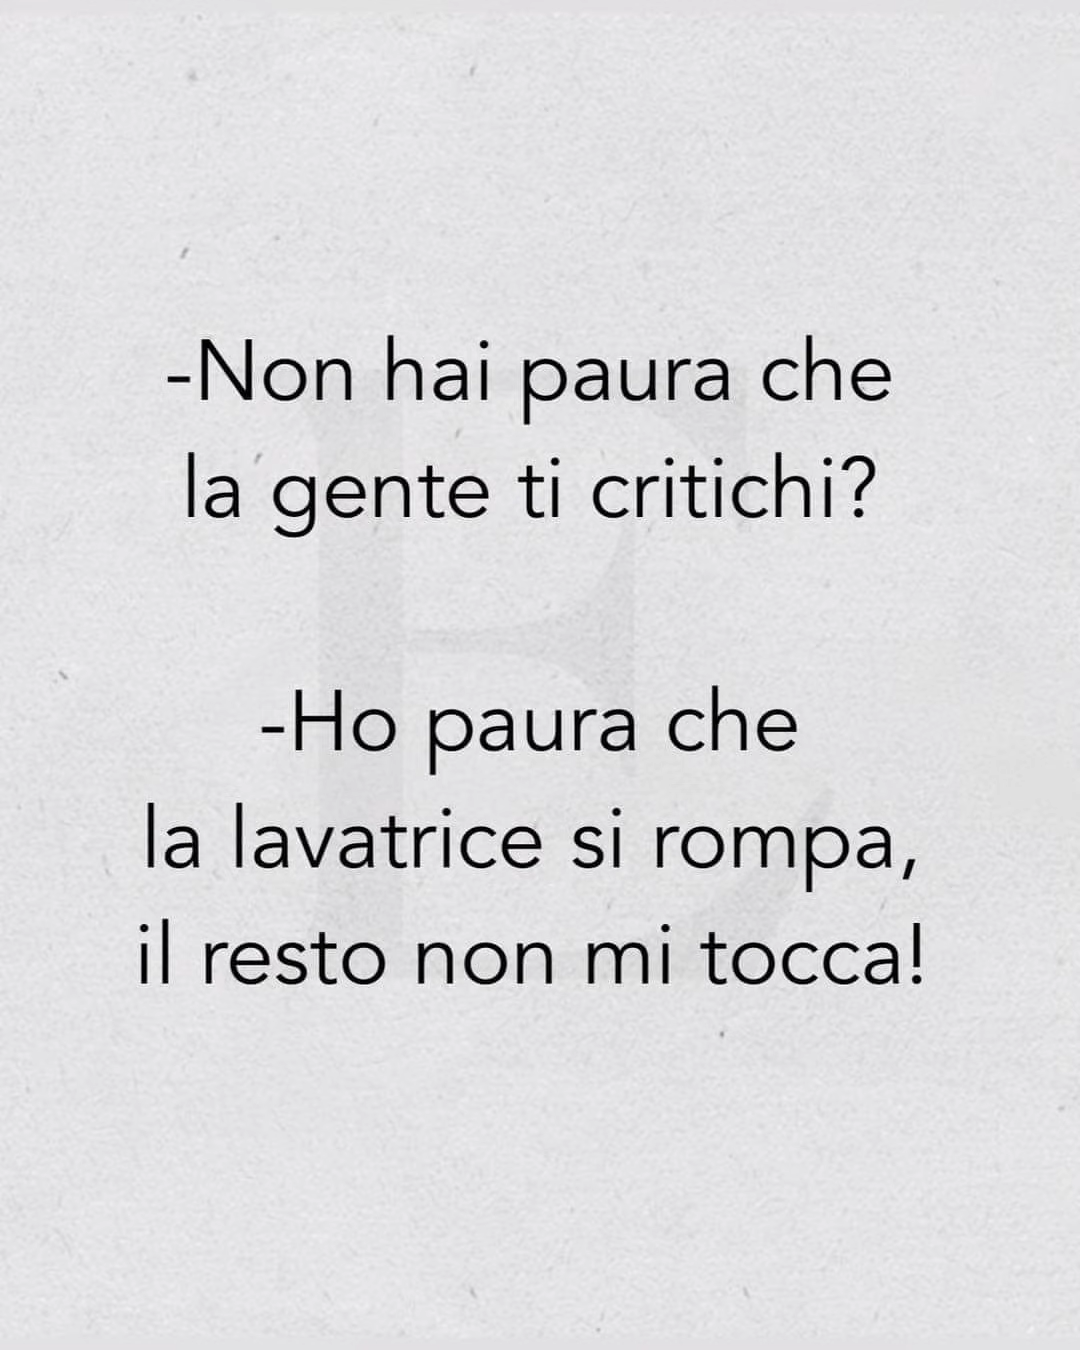 -Non hai paura che
la gente ti critichi?
-Ho paura che
la lavatrice si rompa,
il resto non mi tocca!